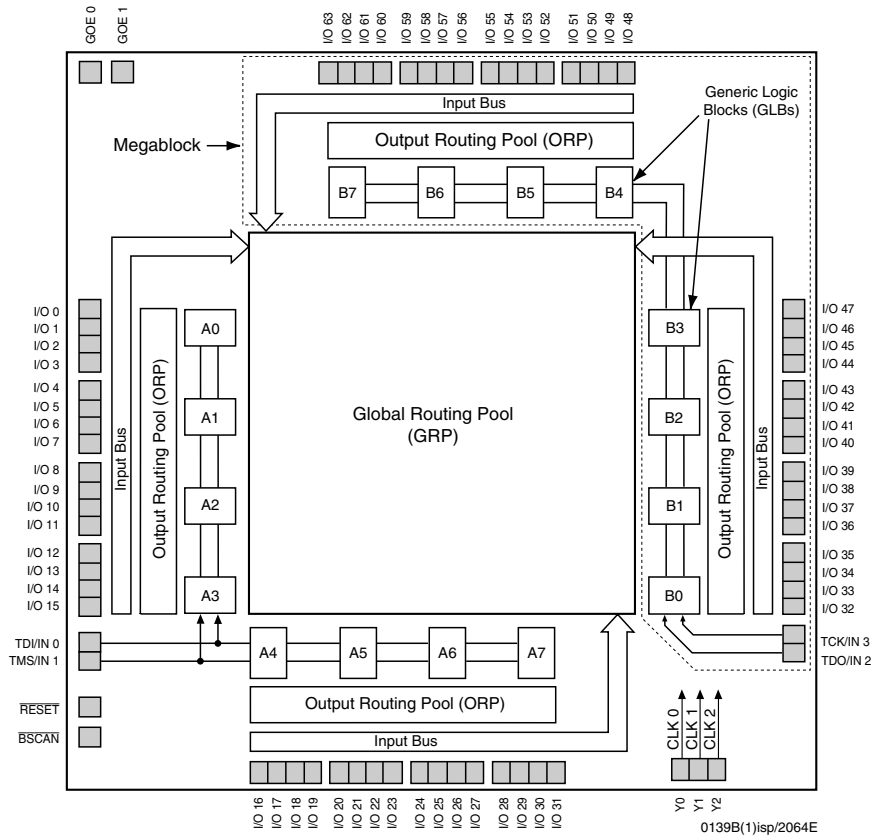 GOE 0
GOE 1
I/O 63
I/O 62
I/O 61
I/O 60
I/O 59
I/O 58
I/O 57
I/O 56
I/O 55
I/O 54
I/O 53
I/O 52
I/O 51
I/O 50
I/O 49
I/O 48
Input Bus
Generic Logic
Blocks (GLBs)
Megablock
Output Routing Pool (ORP)
B7
B6
B5
B4
I/O 0
I/O 1
I/O 2
I/O 3
I/O 4
I/O 5
I/O 6
I/O 7
I/O 8
I/O 9
I/O 10
I/O 11
I/O 12
I/O 13
I/O 14
I/O 15
Input Bus
Output Routing Pool (ORP)
A0
A1
A2
A3
Global Routing Pool
(GRP)
B3
B2
B1
B0
Output Routing Pool (ORP)
Input Bus
I/O 47
I/O 46
I/O 45
I/O 44
I/O 43
I/O 42
I/O 41
I/O 40
I/O 39
I/O 38
I/O 37
I/O 36
I/O 35
I/O 34
I/O 33
I/O 32
TDI/IN 0
TMS/IN 1
A4
A5
A6
A7
TCK/IN 3
TDO/IN 2
RESET
BSCAN
Output Routing Pool (ORP)
Input Bus
CLK 0
CLK 1
CLK 2
I/O 16
I/O 17
I/O 18
I/O 19
I/O 20
I/O 21
I/O 22
I/O 23
I/O 24
I/O 25
I/O 26
I/O 27
I/O 28
I/O 29
I/O 30
I/O 31
Y0
Y1
Y2
0139B(1)isp/2064E